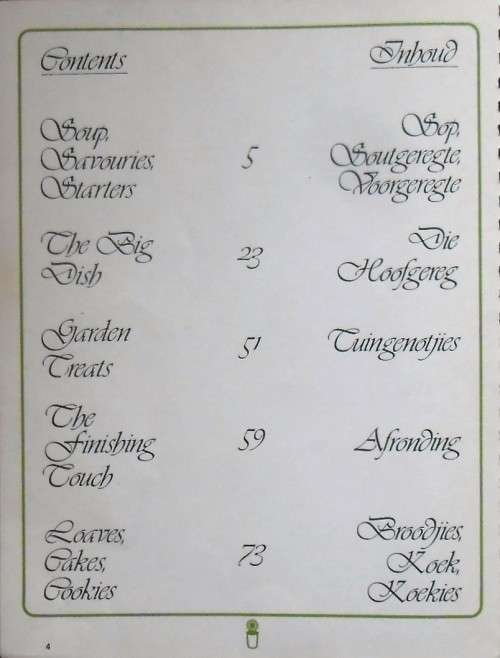 Contents
Inhoud
Soup,
Savouries,
Starters
5
Sop,
Soutgeregte,
Voorgeregte
The Big
Dish
23
Die
Hoofgereg
Garden
Treats
51
Tuingenotjies
The
Finishing
Touch
59
Afronding
Loaves,
Cakes,
Cookies
73
Broodjies,
Koek,
Koekies
4